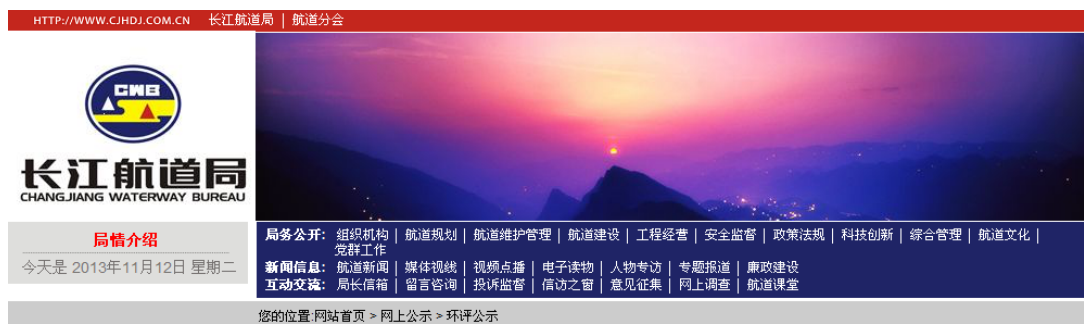 HTTP://WWW.CJHDJ.COM.CN 长江航道局 | 航道分会
CWB
长江航道局
CHANGJIANG WATERWAY BUREAU
局情介绍
今天是 2013年11月12日 星期二
局务公开: 组织机构 | 航道规划 | 航道维护管理 | 航道建设 | 工程经营 | 安全监督 | 政策法规 | 科技创新 | 综合管理 | 航道文化 |
党群工作
新闻信息: 航道新闻 | 媒体视线 | 视频点播 | 电子读物 | 人物专访 | 专题报道 | 廉政建设
互动交流: 局长信箱 | 留言咨询 | 投诉监督 | 信访之窗 | 意见征集 | 网上调查 | 航道课堂
您的位置:网站首页 > 网上公示 > 环评公示